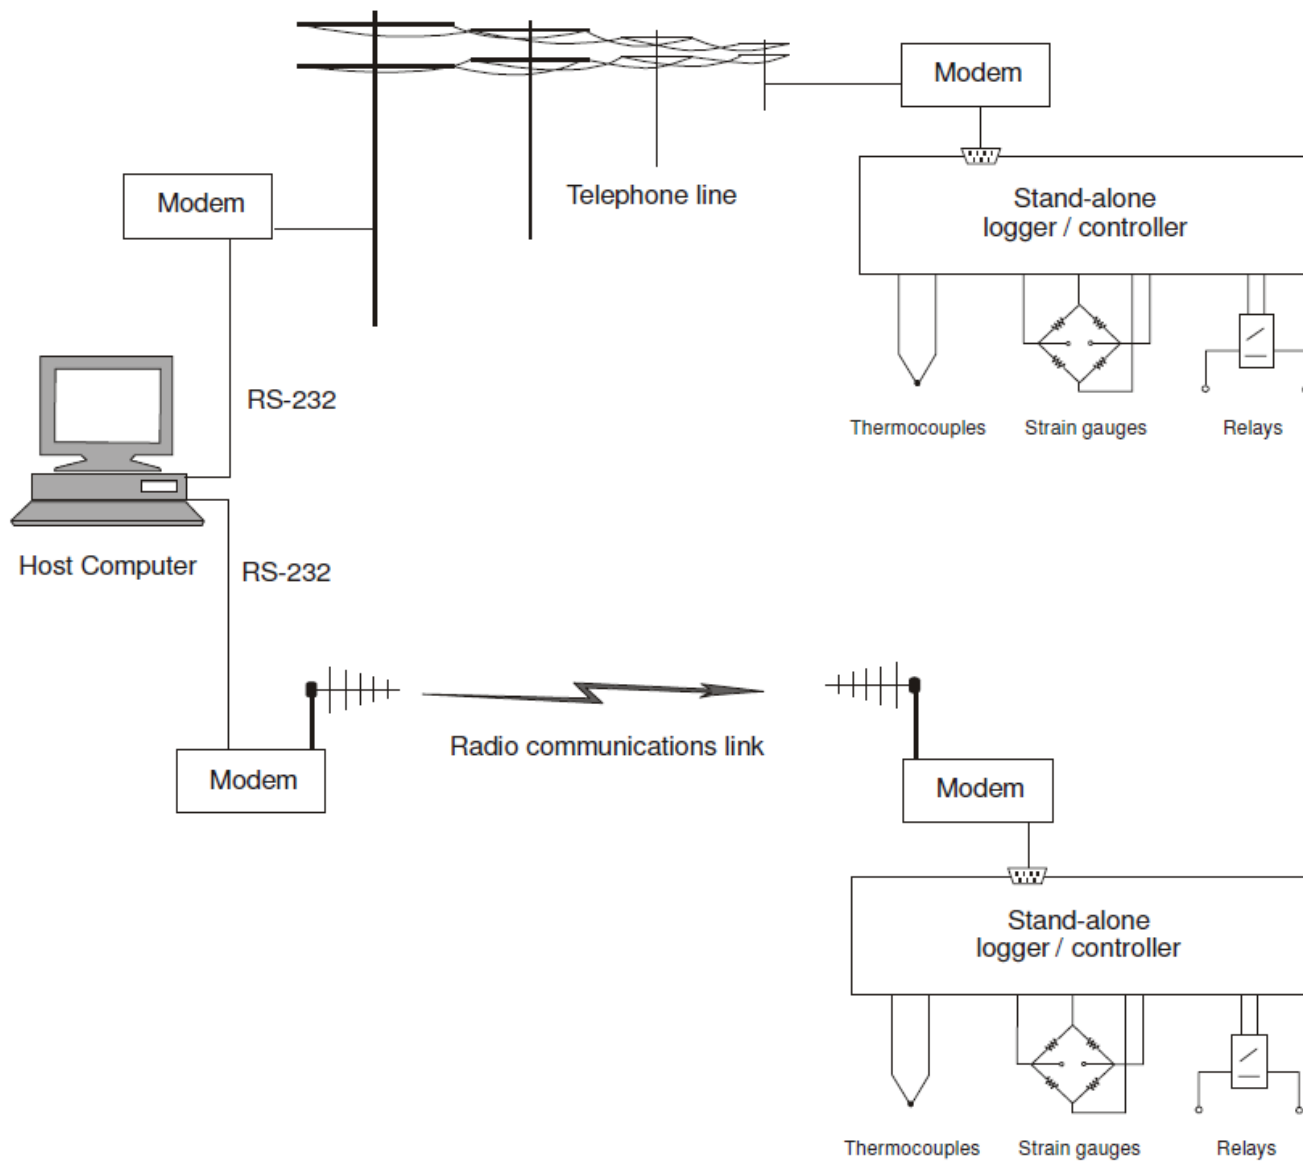 Modem
Modem
Telephone line
Stand-alone
logger / controller
RS-232
Thermocouples
Strain gauges
Relays
Host Computer
RS-232
Radio communications link
Modem
Modem
Stand-alone
logger / controller
Thermocouples
Strain gauges
Relays